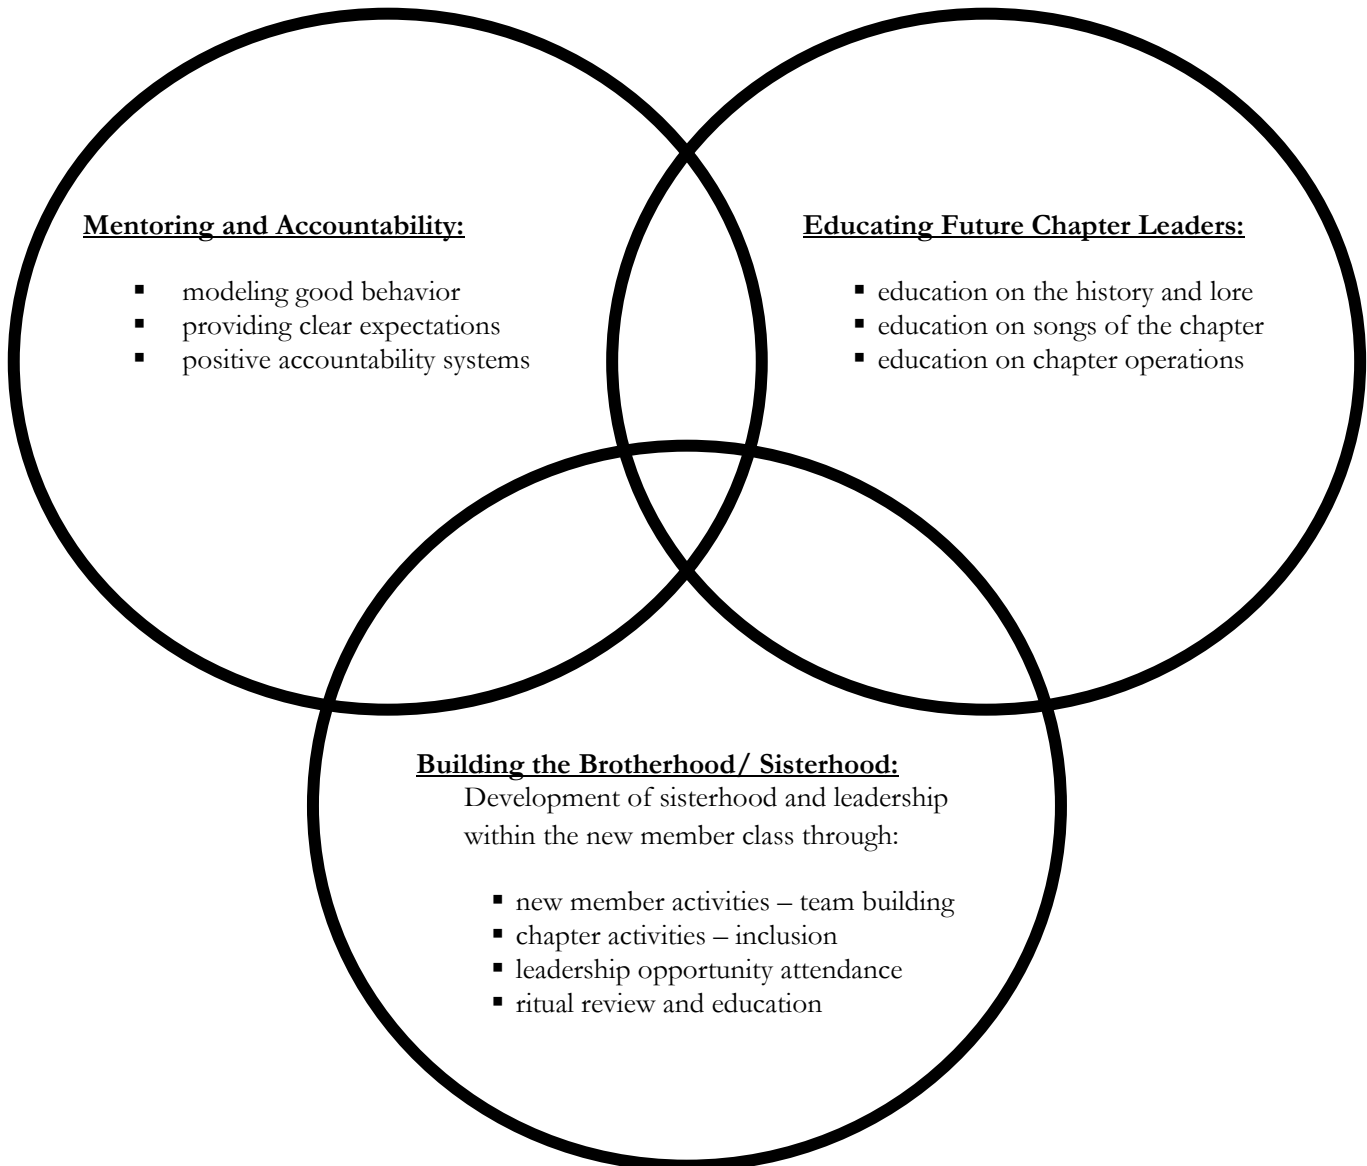 Mentoring and Accountability:
▪ modeling good behavior
▪ providing clear expectations
▪ positive accountability systems
Educating Future Chapter Leaders:
▪ education on the history and lore
▪ education on songs of the chapter
▪ education on chapter operations
Building the Brotherhood/ Sisterhood:
Development of sisterhood and leadership
within the new member class through:
▪ new member activities – team building
▪ chapter activities – inclusion
▪ leadership opportunity attendance
▪ ritual review and education